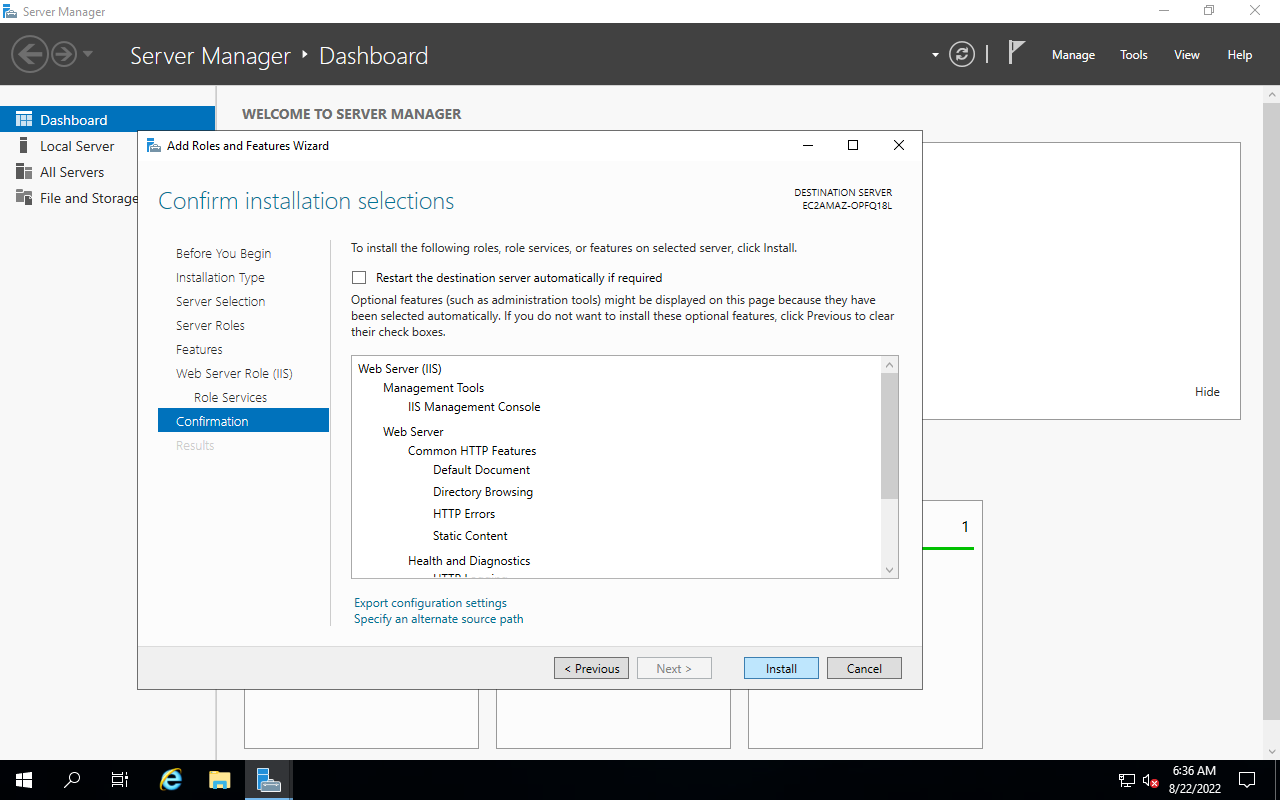 Server Manager
Server Manager ‣ Dashboard
Manage
Tools
View
Help
Dashboard
Local Server
All Servers
File and Storage
WELCOME TO SERVER MANAGER
Hide
1
Add Roles and Features Wizard
Confirm installation selections
DESTINATION SERVER
EC2AMAZ-OPFQ18L
Before You Begin
Installation Type
Server Selection
Server Roles
Features
Web Server Role (IIS)
Role Services
Confirmation
Results
To install the following roles, role services, or features on selected server, click Install.
Restart the destination server automatically if required
Optional features (such as administration tools) might be displayed on this page because they have
been selected automatically. If you do not want to install these optional features, click Previous to clear
their check boxes.
Web Server (IIS)
Management Tools
IIS Management Console
Web Server
Common HTTP Features
Default Document
Directory Browsing
HTTP Errors
Static Content
Health and Diagnostics
Export configuration settings
Specify an alternate source path
< Previous
Next >
Install
Cancel
6:36 AM
8/22/2022